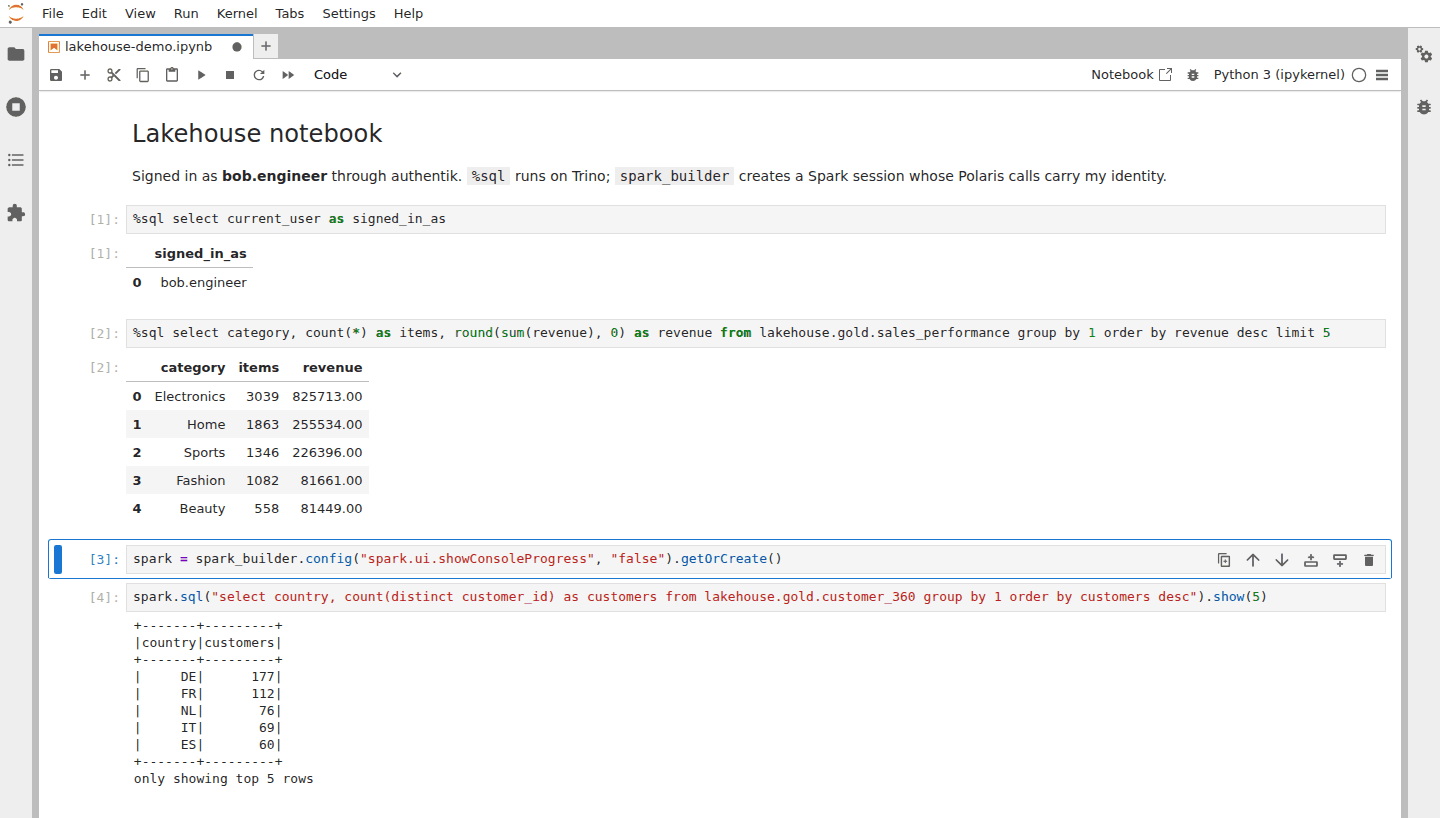 File Edit View Run Kernel Tabs Settings Help
lakehouse-demo.ipynb
Code
Notebook
Python 3 (ipykernel)
Lakehouse notebook
Signed in as bob.engineer through authentik. %sql runs on Trino; spark_builder creates a Spark session whose Polaris calls carry my identity.
[1]: %sql select current_user as signed_in_as
[1]: signed_in_as
0 bob.engineer
[2]: %sql select category, count(*) as items, round(sum(revenue), 0) as revenue from lakehouse.gold.sales_performance group by 1 order by revenue desc limit 5
[2]: category items revenue
0 Electronics 3039 825713.00
1 Home 1863 255534.00
2 Sports 1346 226396.00
3 Fashion 1082 81661.00
4 Beauty 558 81449.00
[3]: spark = spark_builder.config("spark.ui.showConsoleProgress", "false").getOrCreate()
[4]: spark.sql("select country, count(distinct customer_id) as customers from lakehouse.gold.customer_360 group by 1 order by customers desc").show(5)
+-------+---------+
|country|customers|
+-------+---------+
|     DE|      177|
|     FR|      112|
|     NL|       76|
|     IT|       69|
|     ES|       60|
+-------+---------+
only showing top 5 rows